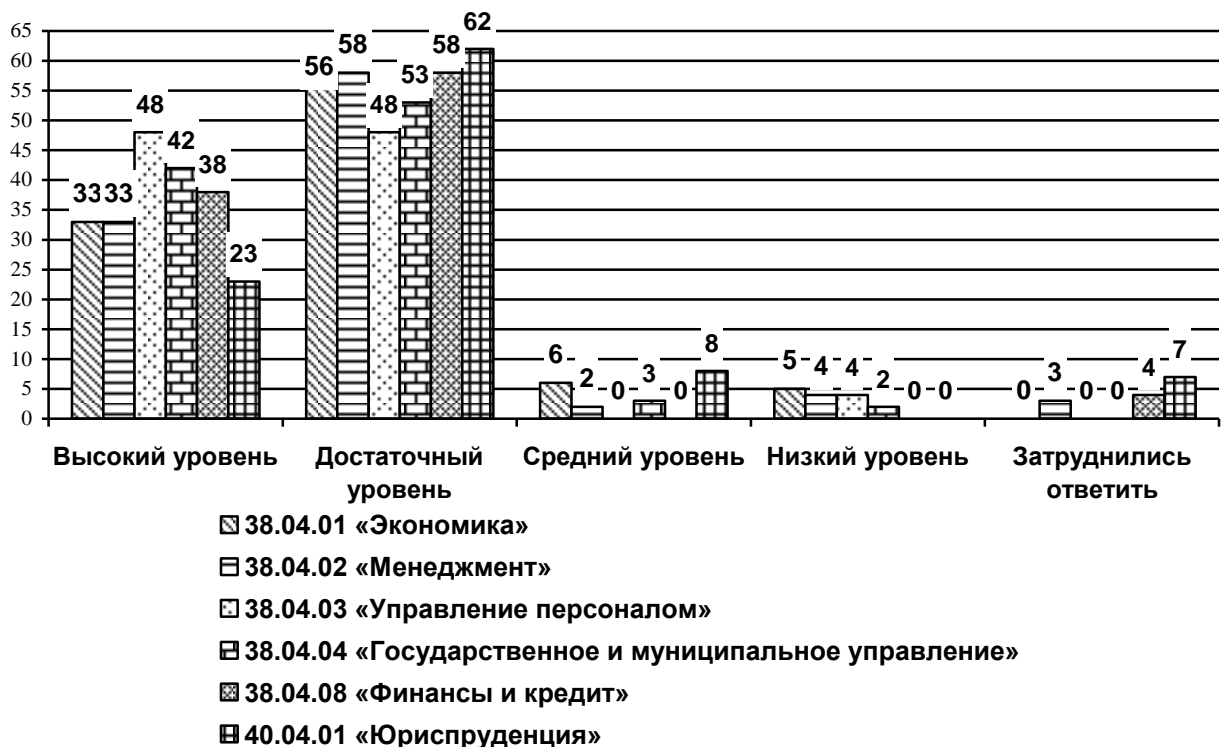 65
60
55
50
45
40
35
30
25
20
15
10
5
0
33 33 48 42 38 23
56 58 48 53 58 62
6 2 0 3 0 8
5 4 4 2 0 0
0 3 0 0 4 7
Высокий уровень
Достаточный
уровень
Средний уровень
Низкий уровень
Затруднились
ответить
38.04.01 «Экономика»
38.04.02 «Менеджмент»
38.04.03 «Управление персоналом»
38.04.04 «Государственное и муниципальное управление»
38.04.08 «Финансы и кредит»
40.04.01 «Юриспруденция»